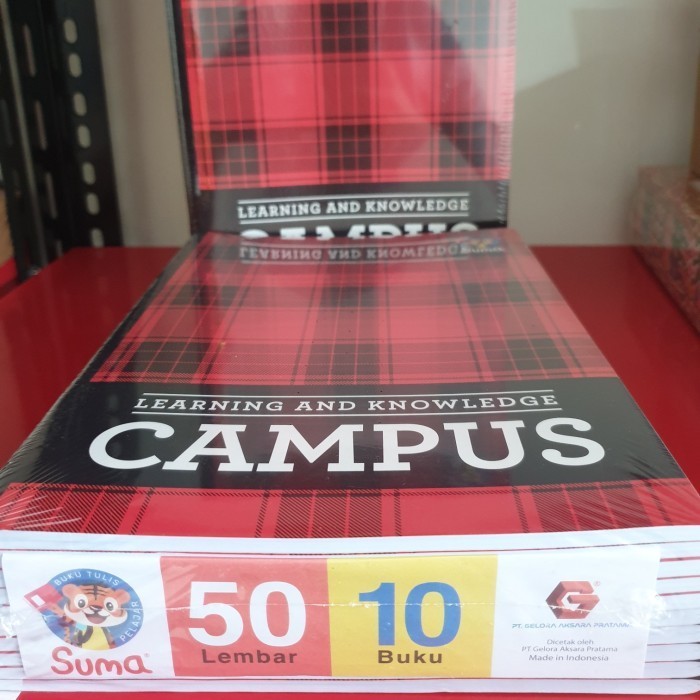 LEARNING AND KNOWLEDGE
CAMPUS
LEARNING AND KNOWLEDGE
CAMPUS
BUKU TULIS
PELAJAR
Suma
50
Lembar
10
Buku
PT. GELORA AKSARA PRATAMA
Dicetak oleh
PT Gelora Aksara Pratama
Made in Indonesia